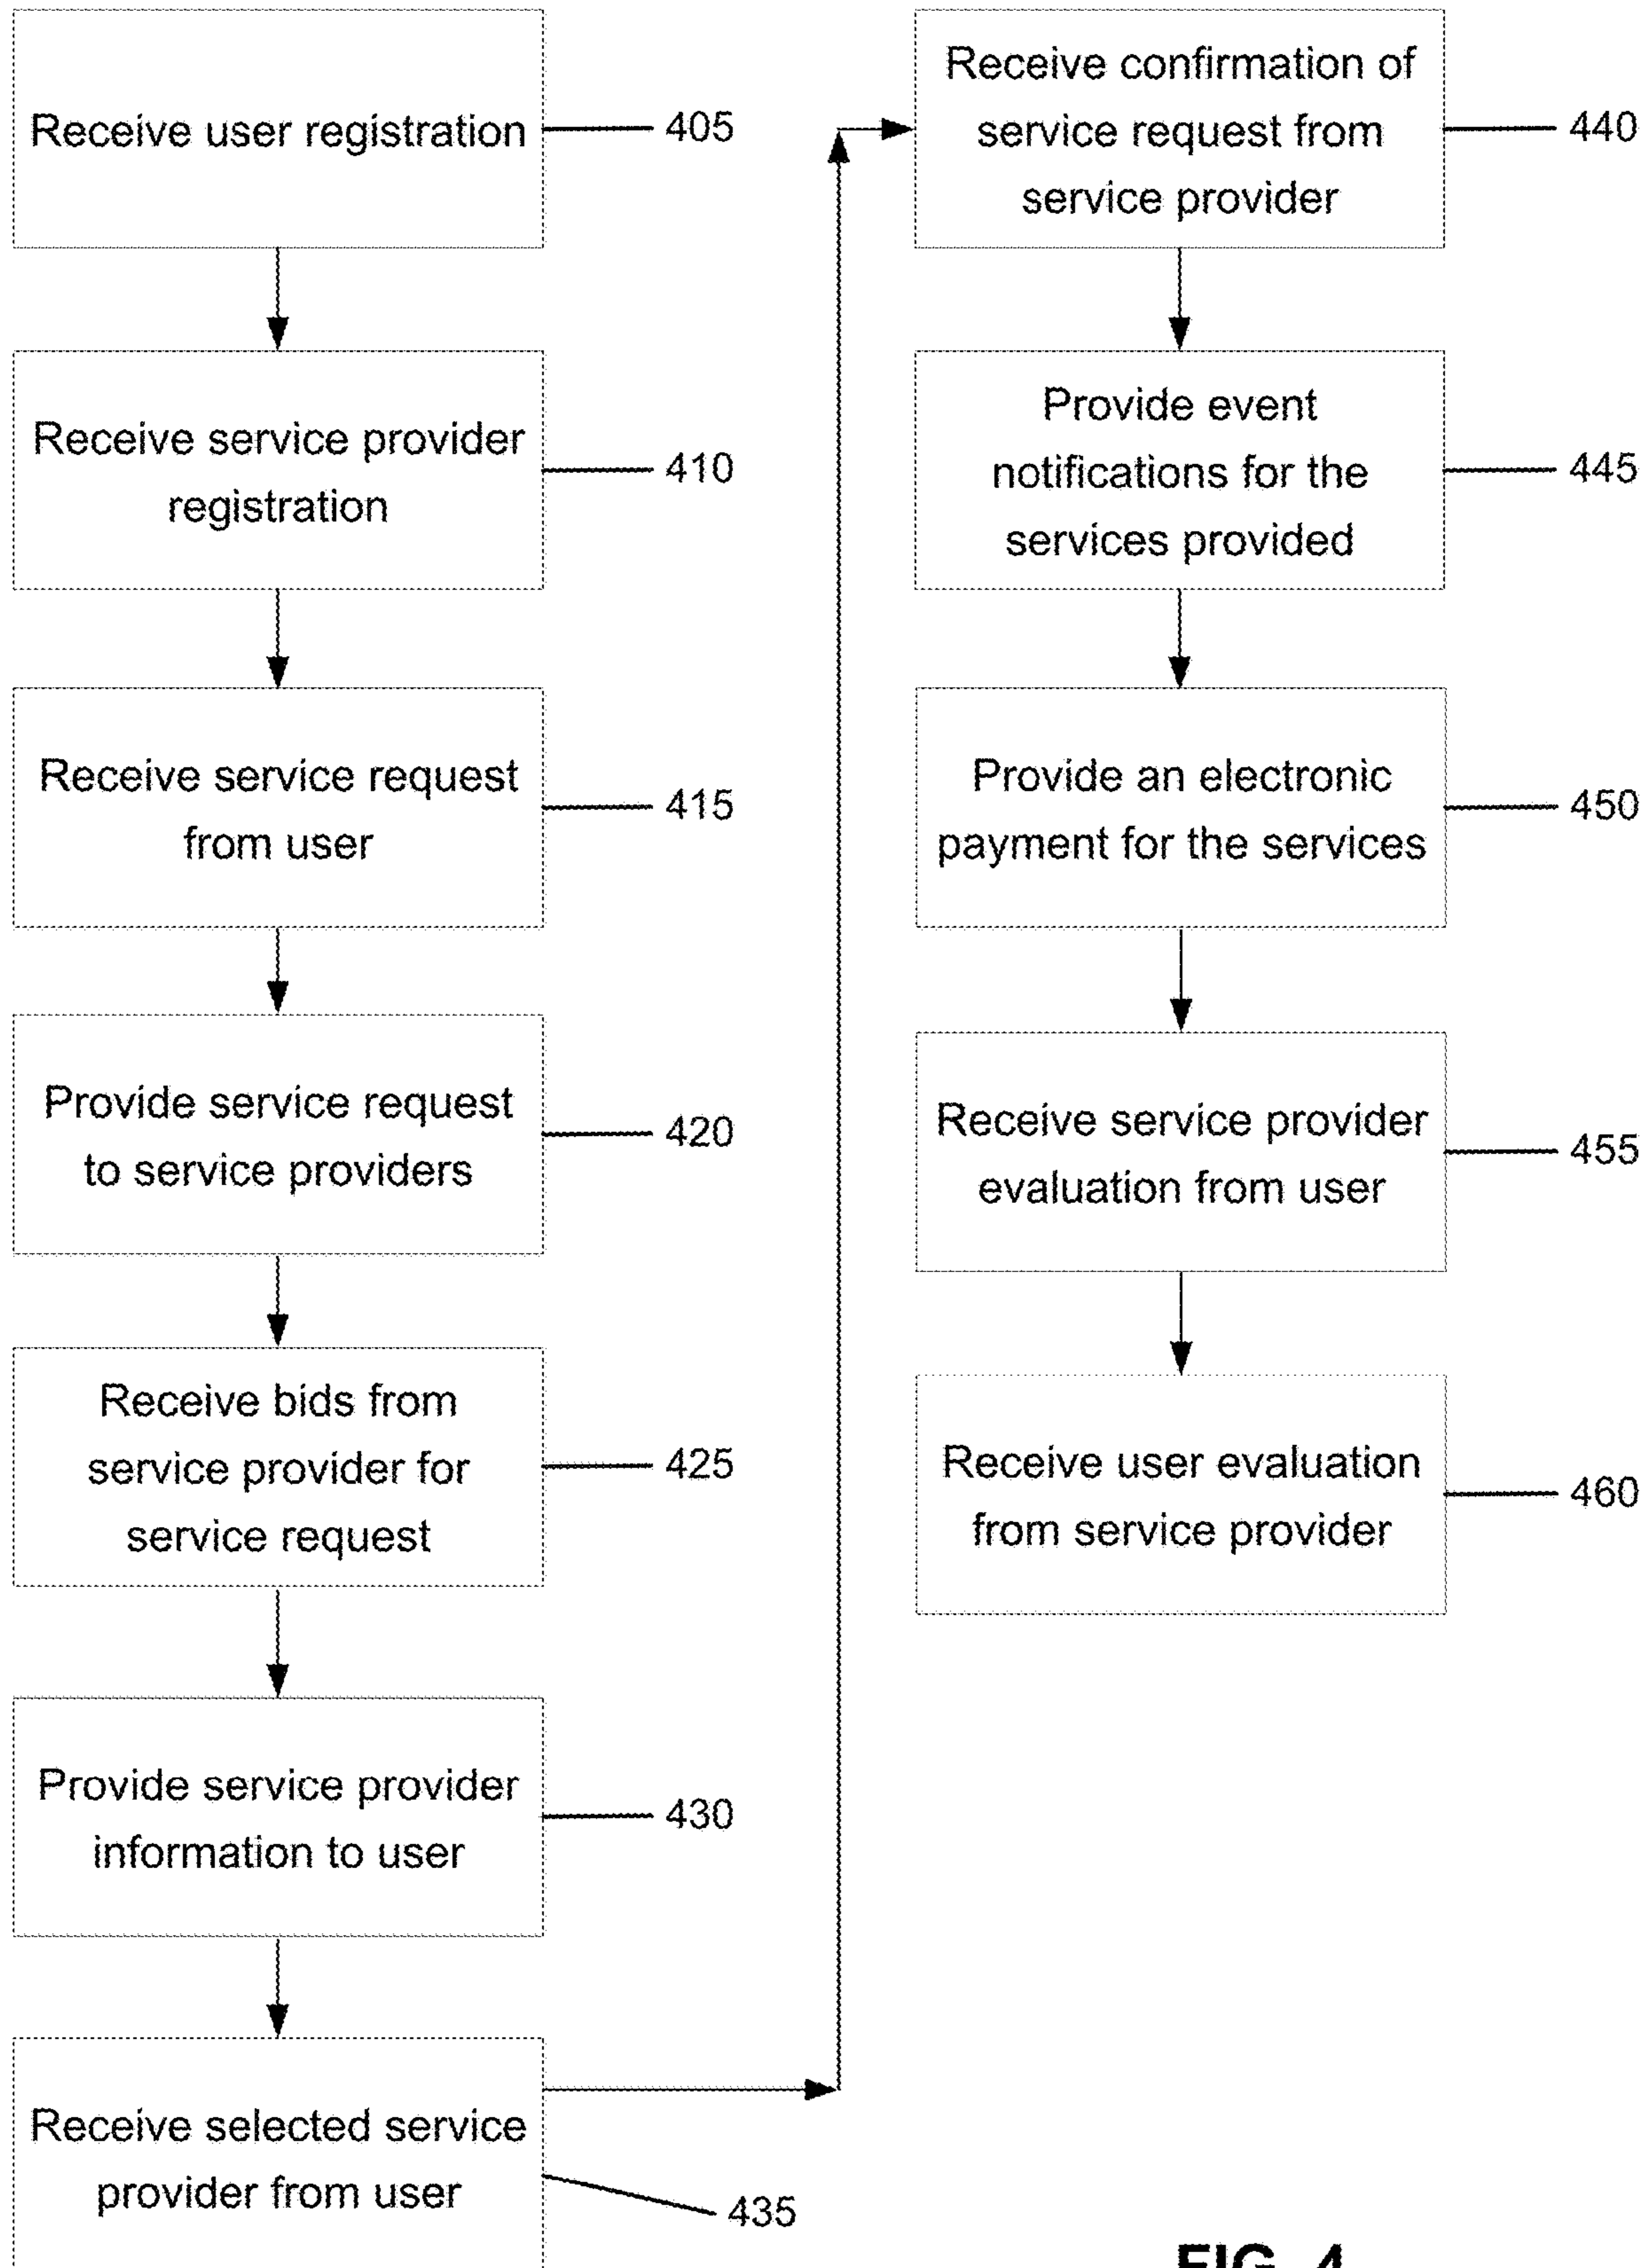 Receive user registration
405
Receive service provider
registration
410
Receive service request
from user
415
Provide service request
to service providers
420
Receive bids from
service provider for
service request
425
Provide service provider
information to user
430
Receive selected service
provider from user
435
Receive confirmation of
service request from
service provider
440
Provide event
notifications for the
services provided
445
Provide an electronic
payment for the services
450
Receive service provider
evaluation from user
455
Receive user evaluation
from service provider
460
FIG. 4